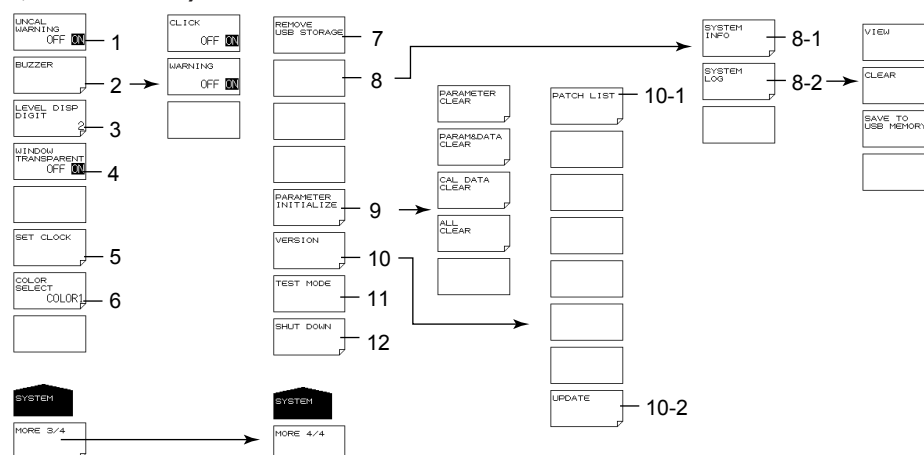 UNCAL
WARNING
OFF ON
1
BUZZER
2
LEVEL DISP
DIGIT
2
3
WINDOW
TRANSPARENT
OFF ON
4
SET CLOCK
5
COLOR
SELECT
COLOR1
6
SYSTEM
MORE 3/4
CLICK
OFF ON
WARNING
OFF ON
REMOVE
USB STORAGE
7
8
PARAMETER
INITIALIZE
9
VERSION
10
TEST MODE
11
SHUT DOWN
12
SYSTEM
MORE 4/4
PARAMETER
CLEAR
PARAM&DATA
CLEAR
CAL DATA
CLEAR
ALL
CLEAR
PATCH LIST
10-1
UPDATE
10-2
SYSTEM
INFO
8-1
SYSTEM
LOG
8-2
VIEW
CLEAR
SAVE TO
USB MEMORY